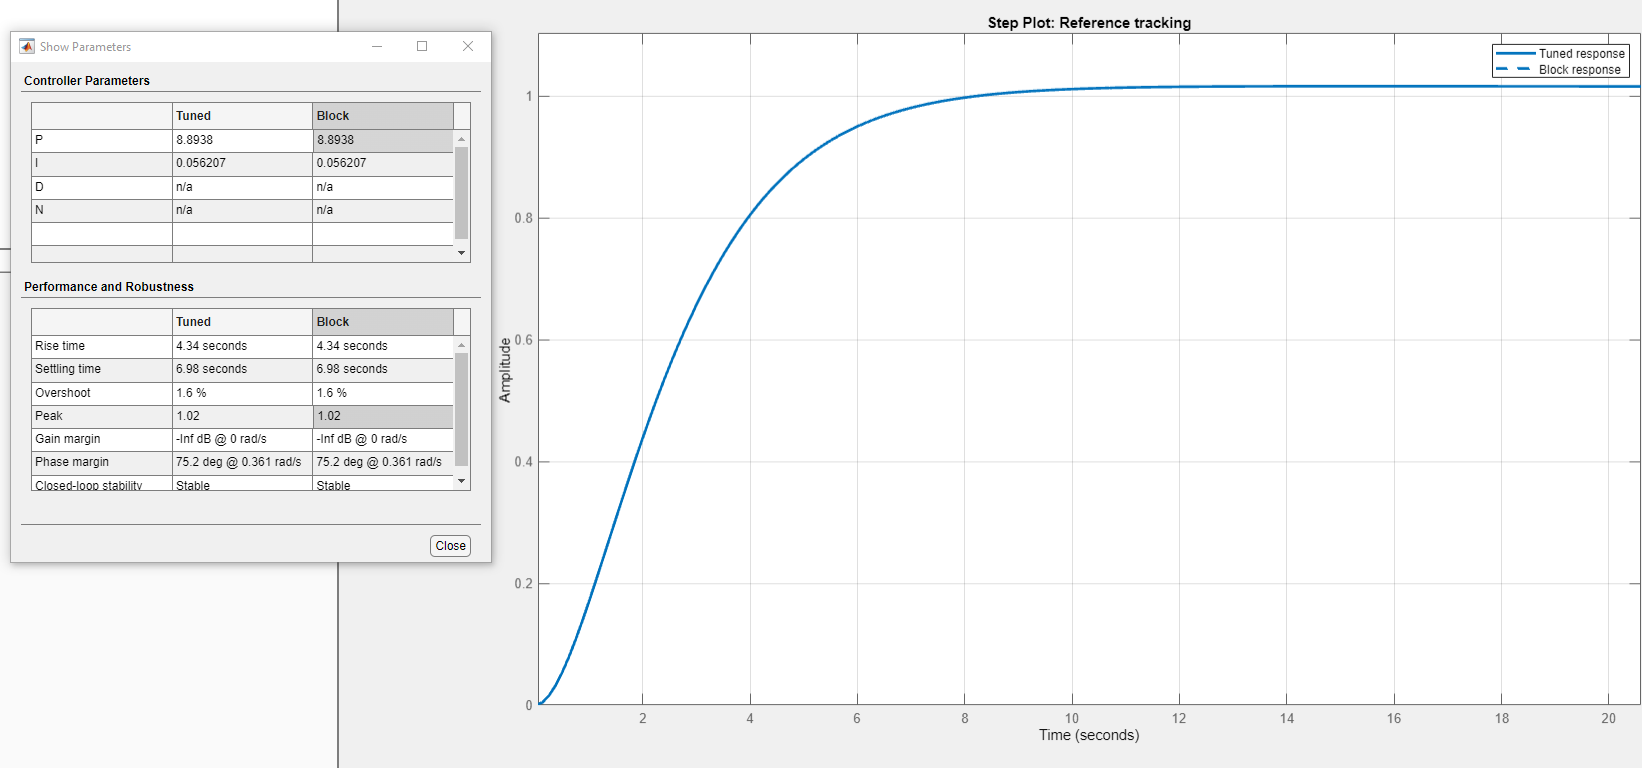 Show Parameters
Controller Parameters
Tuned Block
P 8.8938 8.8938
I 0.056207 0.056207
D n/a n/a
N n/a n/a
Performance and Robustness
Tuned Block
Rise time 4.34 seconds 4.34 seconds
Settling time 6.98 seconds 6.98 seconds
Overshoot 1.6 % 1.6 %
Peak 1.02 1.02
Gain margin -Inf dB @ 0 rad/s -Inf dB @ 0 rad/s
Phase margin 75.2 deg @ 0.361 rad/s 75.2 deg @ 0.361 rad/s
Closed-loop stability Stable Stable
Close
Step Plot: Reference tracking
Tuned response
Block response
Amplitude
1
0.8
0.6
0.4
0.2
0
2 4 6 8 10 12 14 16 18 20
Time (seconds)